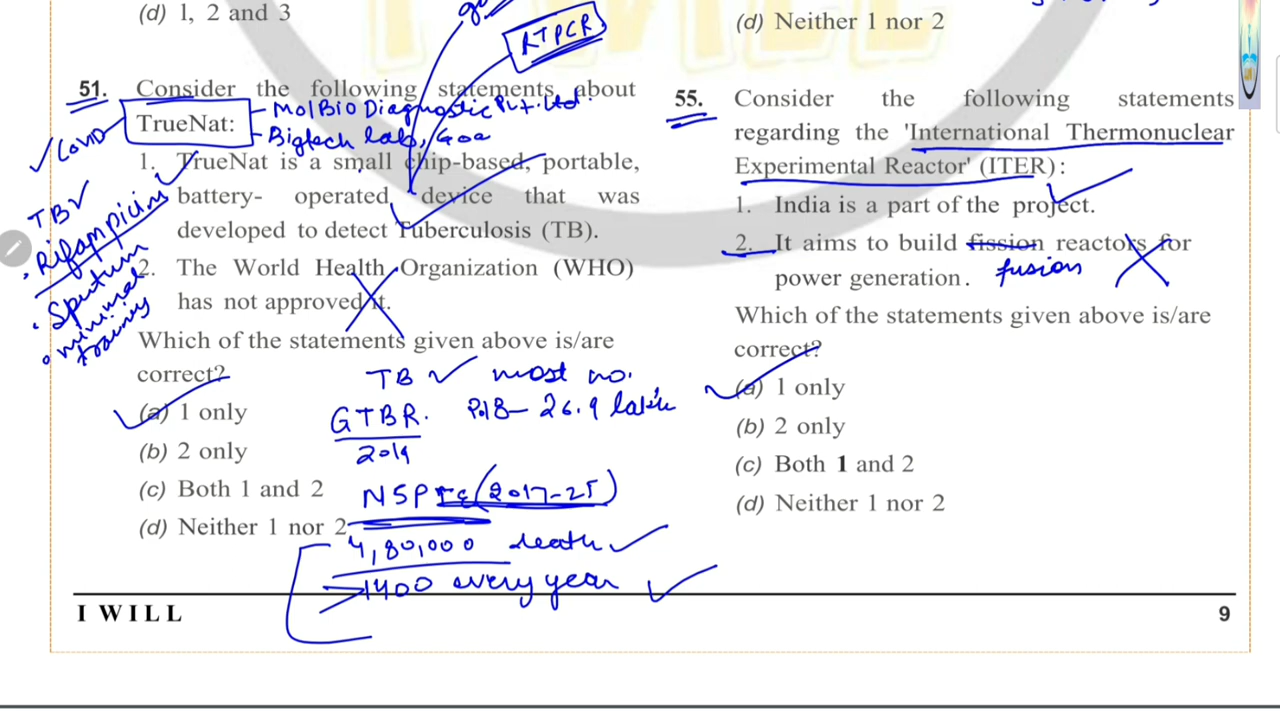 (d) 1, 2 and 3
RTPCR
51. Consider the following statements about
TrueNat:
- MolBio Diagnostic Pvt. Ltd.
- Bigtech lab, Goa
Covid
TB
1. TrueNat is a small chip-based, portable,
battery- operated device that was
developed to detect Tuberculosis (TB).
• Rifampicin
• Sputum
• minimal
training
2. The World Health Organization (WHO)
has not approved it.
Which of the statements given above is/are
correct?
(a) 1 only
(b) 2 only
(c) Both 1 and 2
(d) Neither 1 nor 2
TB most no.
GTBR.
2019
26.9 lakh
NSP (2017-25)
4,80,000 death
1400 every year
(d) Neither 1 nor 2
55. Consider the following statements
regarding the 'International Thermonuclear
Experimental Reactor' (ITER):
1. India is a part of the project.
2. It aims to build fission reactors for
power generation. fusion
Which of the statements given above is/are
correct?
(a) 1 only
(b) 2 only
(c) Both 1 and 2
(d) Neither 1 nor 2
I WILL
9